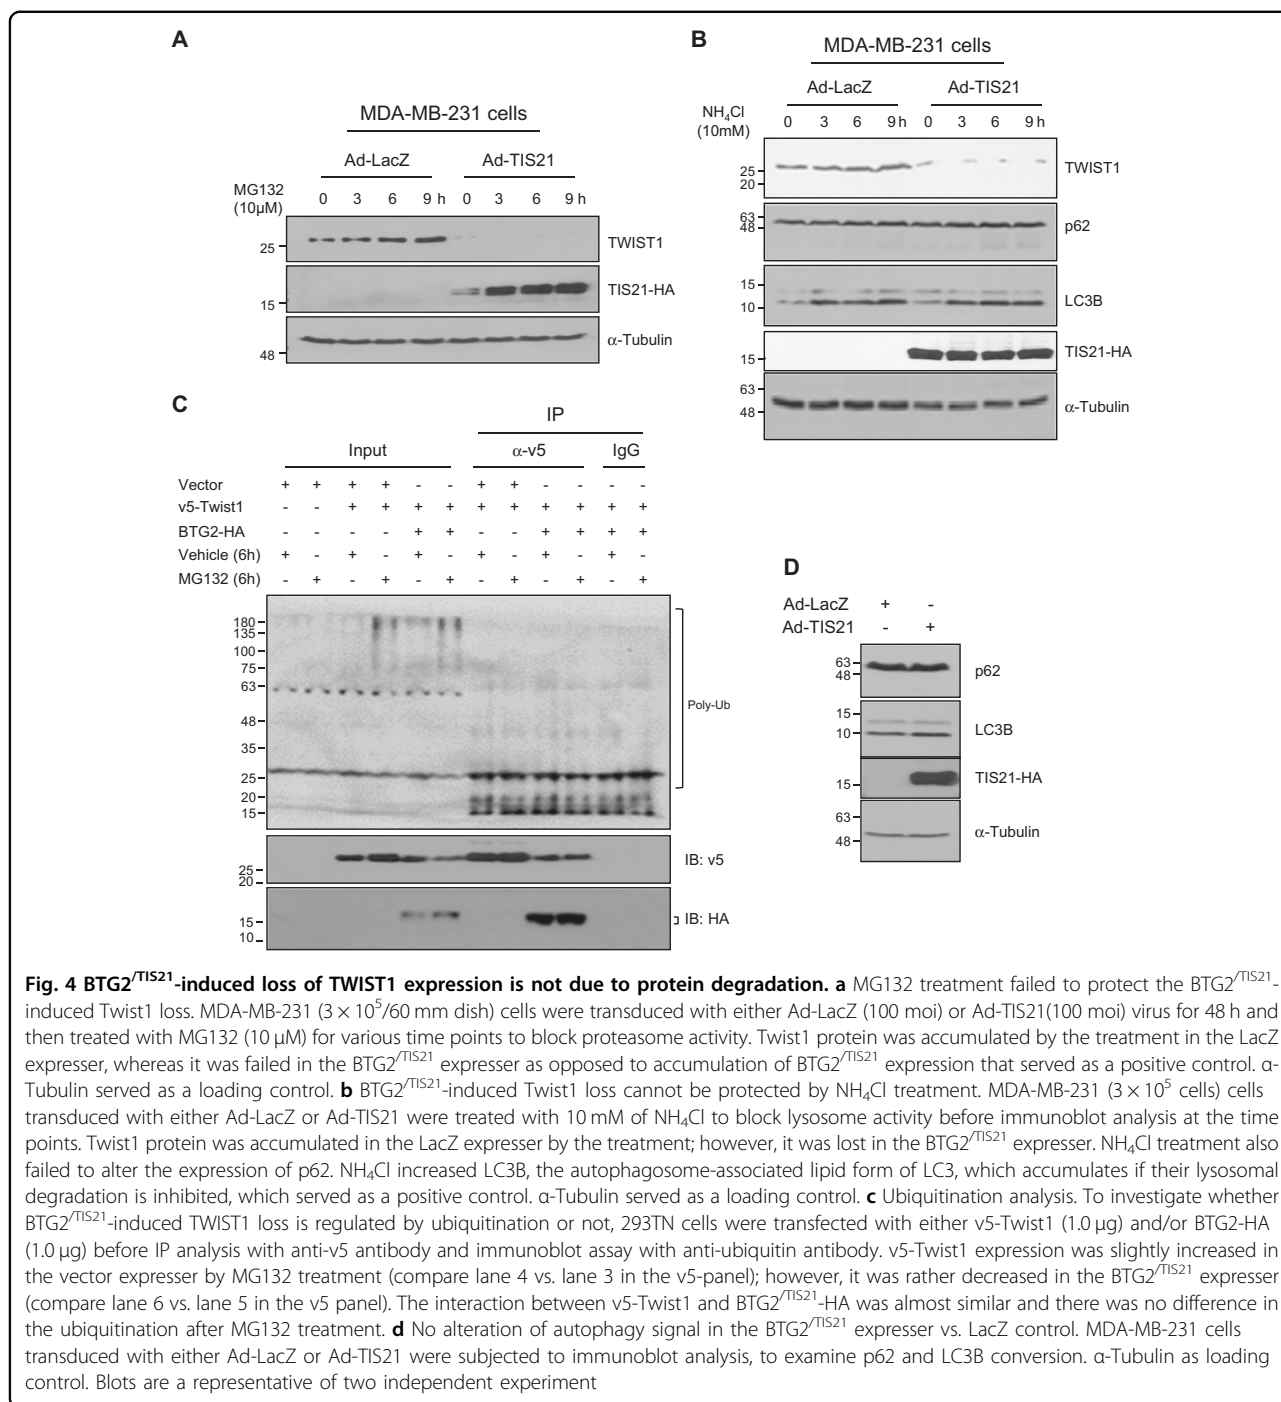 A
MDA-MB-231 cells
Ad-LacZ Ad-TIS21
MG132
(10µM)
0 3 6 9 h 0 3 6 9 h
25
TWIST1
15
TIS21-HA
48
α-Tubulin
B
MDA-MB-231 cells
Ad-LacZ Ad-TIS21
NH4Cl
(10mM)
0 3 6 9 h 0 3 6 9 h
25
20
TWIST1
63
48
p62
15
10
LC3B
15
TIS21-HA
63
48
α-Tubulin
C
IP
Input α-v5 IgG
Vector + + + + - - + + - - - -
v5-Twist1 - - + + + + + + + + + +
BTG2-HA - - - - + + - - + + + +
Vehicle (6h) + - + - + - + - + - + -
MG132 (6h) - + - + - + - + - + - +
180
135
100
75
63
48
35
25
20
15
Poly-Ub
25
20
IB: v5
15
10
IB: HA
D
Ad-LacZ + -
Ad-TIS21 - +
63
48
p62
15
10
LC3B
15
TIS21-HA
63
48
α-Tubulin
Fig. 4 BTG2/TIS21-induced loss of TWIST1 expression is not due to protein degradation. a MG132 treatment failed to protect the BTG2/TIS21-
induced Twist1 loss. MDA-MB-231 (3 × 10⁵/60 mm dish) cells were transduced with either Ad-LacZ (100 moi) or Ad-TIS21(100 moi) virus for 48 h and
then treated with MG132 (10 µM) for various time points to block proteasome activity. Twist1 protein was accumulated by the treatment in the LacZ
expresser, whereas it was failed in the BTG2/TIS21 expresser as opposed to accumulation of BTG2/TIS21 expression that served as a positive control. α-
Tubulin served as a loading control. b BTG2/TIS21-induced Twist1 loss cannot be protected by NH4Cl treatment. MDA-MB-231 (3 × 10⁵ cells) cells
transduced with either Ad-LacZ or Ad-TIS21 were treated with 10 mM of NH4Cl to block lysosome activity before immunoblot analysis at the time
points. Twist1 protein was accumulated in the LacZ expresser by the treatment; however, it was lost in the BTG2/TIS21 expresser. NH4Cl treatment also
failed to alter the expression of p62. NH4Cl increased LC3B, the autophagosome-associated lipid form of LC3, which accumulates if their lysosomal
degradation is inhibited, which served as a positive control. α-Tubulin served as a loading control. c Ubiquitination analysis. To investigate whether
BTG2/TIS21-induced TWIST1 loss is regulated by ubiquitination or not, 293TN cells were transfected with either v5-Twist1 (1.0 µg) and/or BTG2-HA
(1.0 µg) before IP analysis with anti-v5 antibody and immunoblot assay with anti-ubiquitin antibody. v5-Twist1 expression was slightly increased in
the vector expresser by MG132 treatment (compare lane 4 vs. lane 3 in the v5-panel); however, it was rather decreased in the BTG2/TIS21 expresser
(compare lane 6 vs. lane 5 in the v5 panel). The interaction between v5-Twist1 and BTG2/TIS21-HA was almost similar and there was no difference in
the ubiquitination after MG132 treatment. d No alteration of autophagy signal in the BTG2/TIS21 expresser vs. LacZ control. MDA-MB-231 cells
transduced with either Ad-LacZ or Ad-TIS21 were subjected to immunoblot analysis, to examine p62 and LC3B conversion. α-Tubulin as loading
control. Blots are a representative of two independent experiment